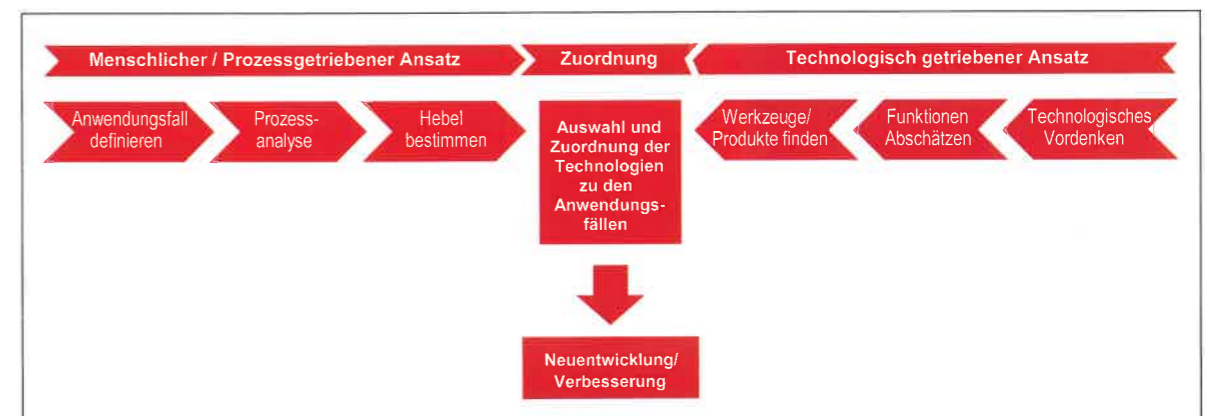 Menschlicher / Prozessgetriebener Ansatz
Zuordnung
Technologisch getriebener Ansatz
Anwendungsfall
definieren
Prozess-
analyse
Hebel
bestimmen
Auswahl und
Zuordnung der
Technologien
zu den
Anwendungs-
fällen
Werkzeuge/
Produkte finden
Funktionen
Abschätzen
Technologisches
Vordenken
Neuentwicklung/
Verbesserung